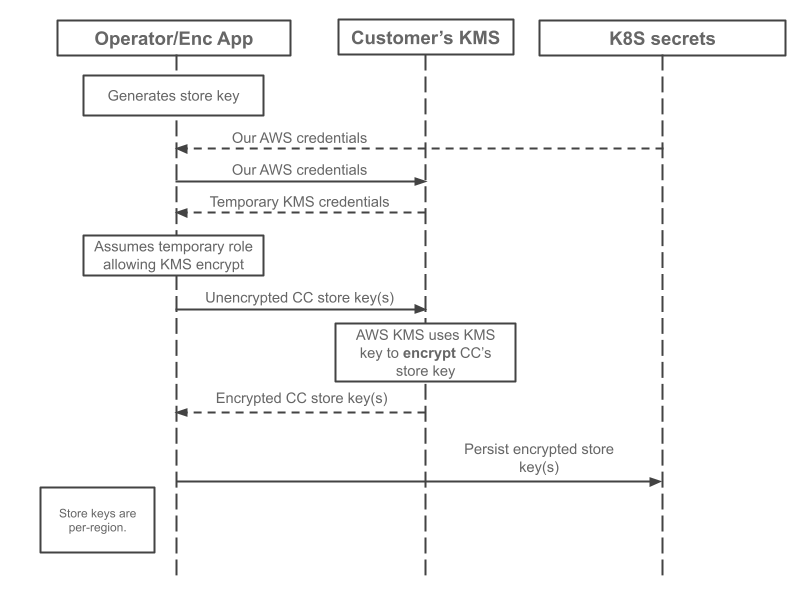 Operator/Enc App
Customer's KMS
K8S secrets
Generates store key
Our AWS credentials
Our AWS credentials
Temporary KMS credentials
Assumes temporary role
allowing KMS encrypt
Unencrypted CC store key(s)
AWS KMS uses KMS
key to encrypt CC's
store key
Encrypted CC store key(s)
Persist encrypted store
key(s)
Store keys are
per-region.